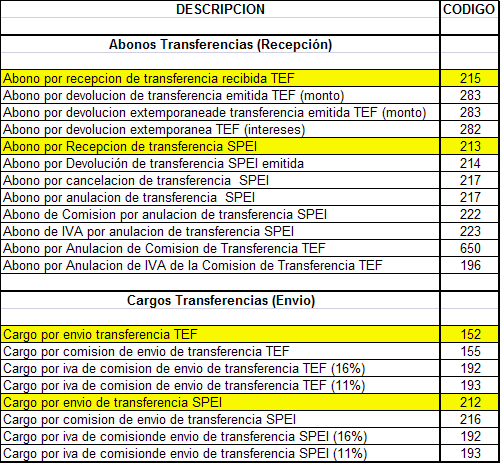 DESCRIPCION CODIGO
Abonos Transferencias (Recepción)
Abono por recepcion de transferencia recibida TEF 215
Abono por devolucion de transferencia emitida TEF (monto) 283
Abono por devolucion extemporaneade transferencia emitida TEF (monto) 283
Abono por devolucion extemporanea TEF (intereses) 282
Abono por Recepcion de transferencia SPEI 213
Abono por Devolución de transferencia SPEI emitida 214
Abono por cancelacion de transferencia SPEI 217
Abono por anulacion de transferencia SPEI 217
Abono de Comision por anulacion de transferencia SPEI 222
Abono de IVA por anulacion de transferencia SPEI 223
Abono por Anulacion de Comision de Transferencia TEF 650
Abono por Anulacion de IVA de la Comision de Transferencia TEF 196
Cargos Transferencias (Envio)
Cargo por envio transferencia TEF 152
Cargo por comision de envio de transferencia TEF 155
Cargo por iva de comision de envio de transferencia TEF (16%) 192
Cargo por iva de comision de envio de transferencia TEF (11%) 193
Cargo por envio de transferencia SPEI 212
Cargo por comision de envio de transferencia SPEI 216
Cargo por iva de comisionde envio de transferencia SPEI (16%) 192
Cargo por iva de comisionde envio de transferencia SPEI (11%) 193